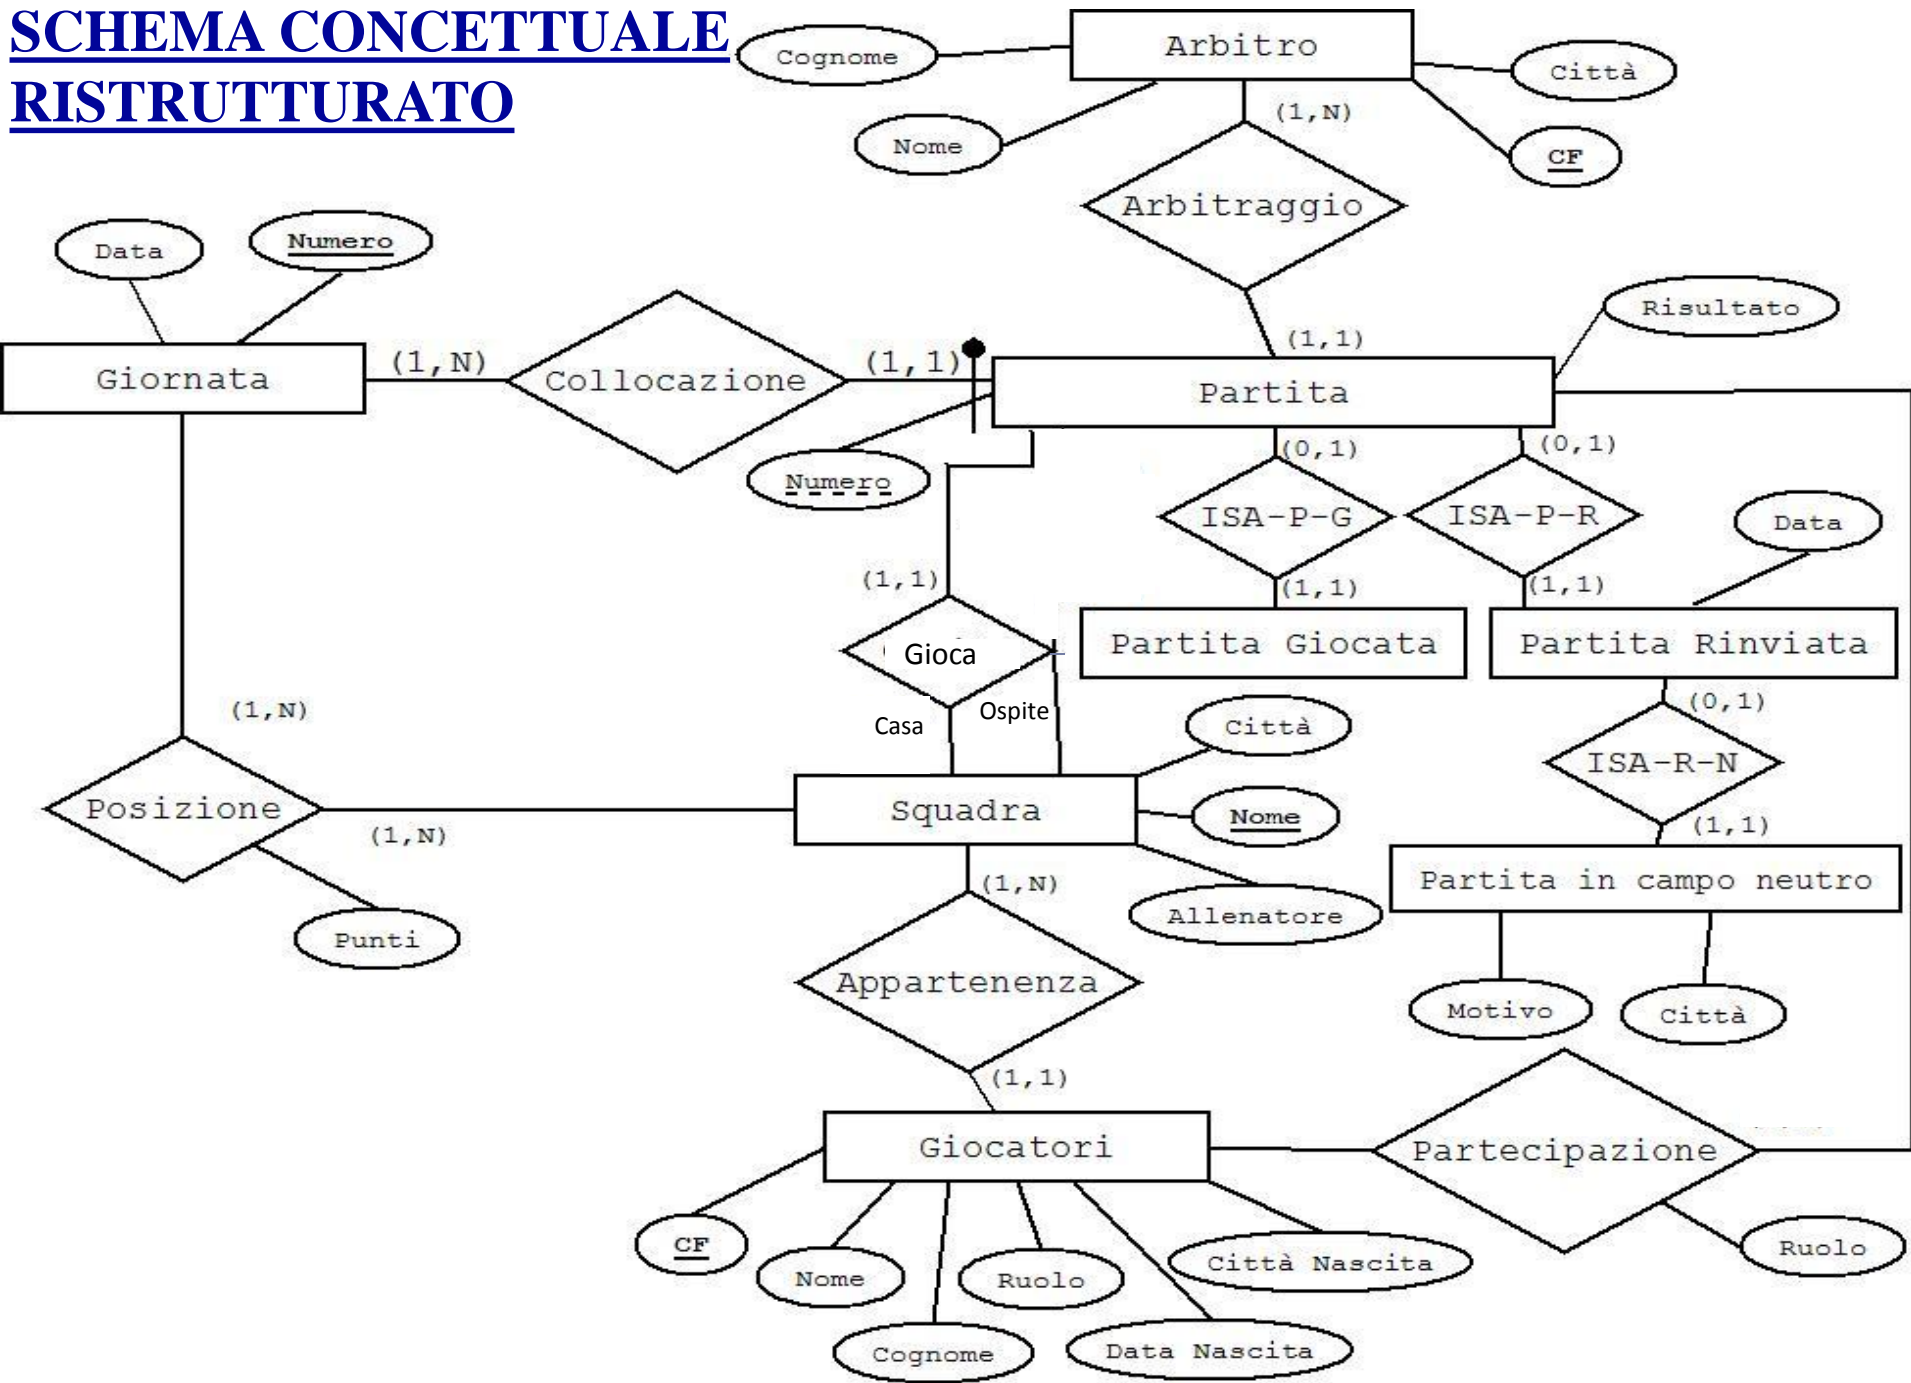 SCHEMA CONCETTUALE
RISTRUTTURATO
Cognome
Arbitro
Città
(1,N)
Nome
CF
Arbitraggio
Data
Numero
Risultato
(1,1)
Giornata
(1,N)
Collocazione
(1,1)
Partita
(0,1)
(0,1)
Numero
ISA-P-G
ISA-P-R
Data
(1,1)
(1,1)
(1,1)
Gioca
Partita Giocata
Partita Rinviata
(1,N)
Casa
Ospite
Città
(0,1)
ISA-R-N
Posizione
(1,N)
Squadra
Nome
(1,1)
(1,N)
Partita in campo neutro
Punti
Allenatore
Appartenenza
Motivo
Città
(1,1)
Giocatori
Partecipazione
CF
Nome
Ruolo
Città Nascita
Ruolo
Cognome
Data Nascita